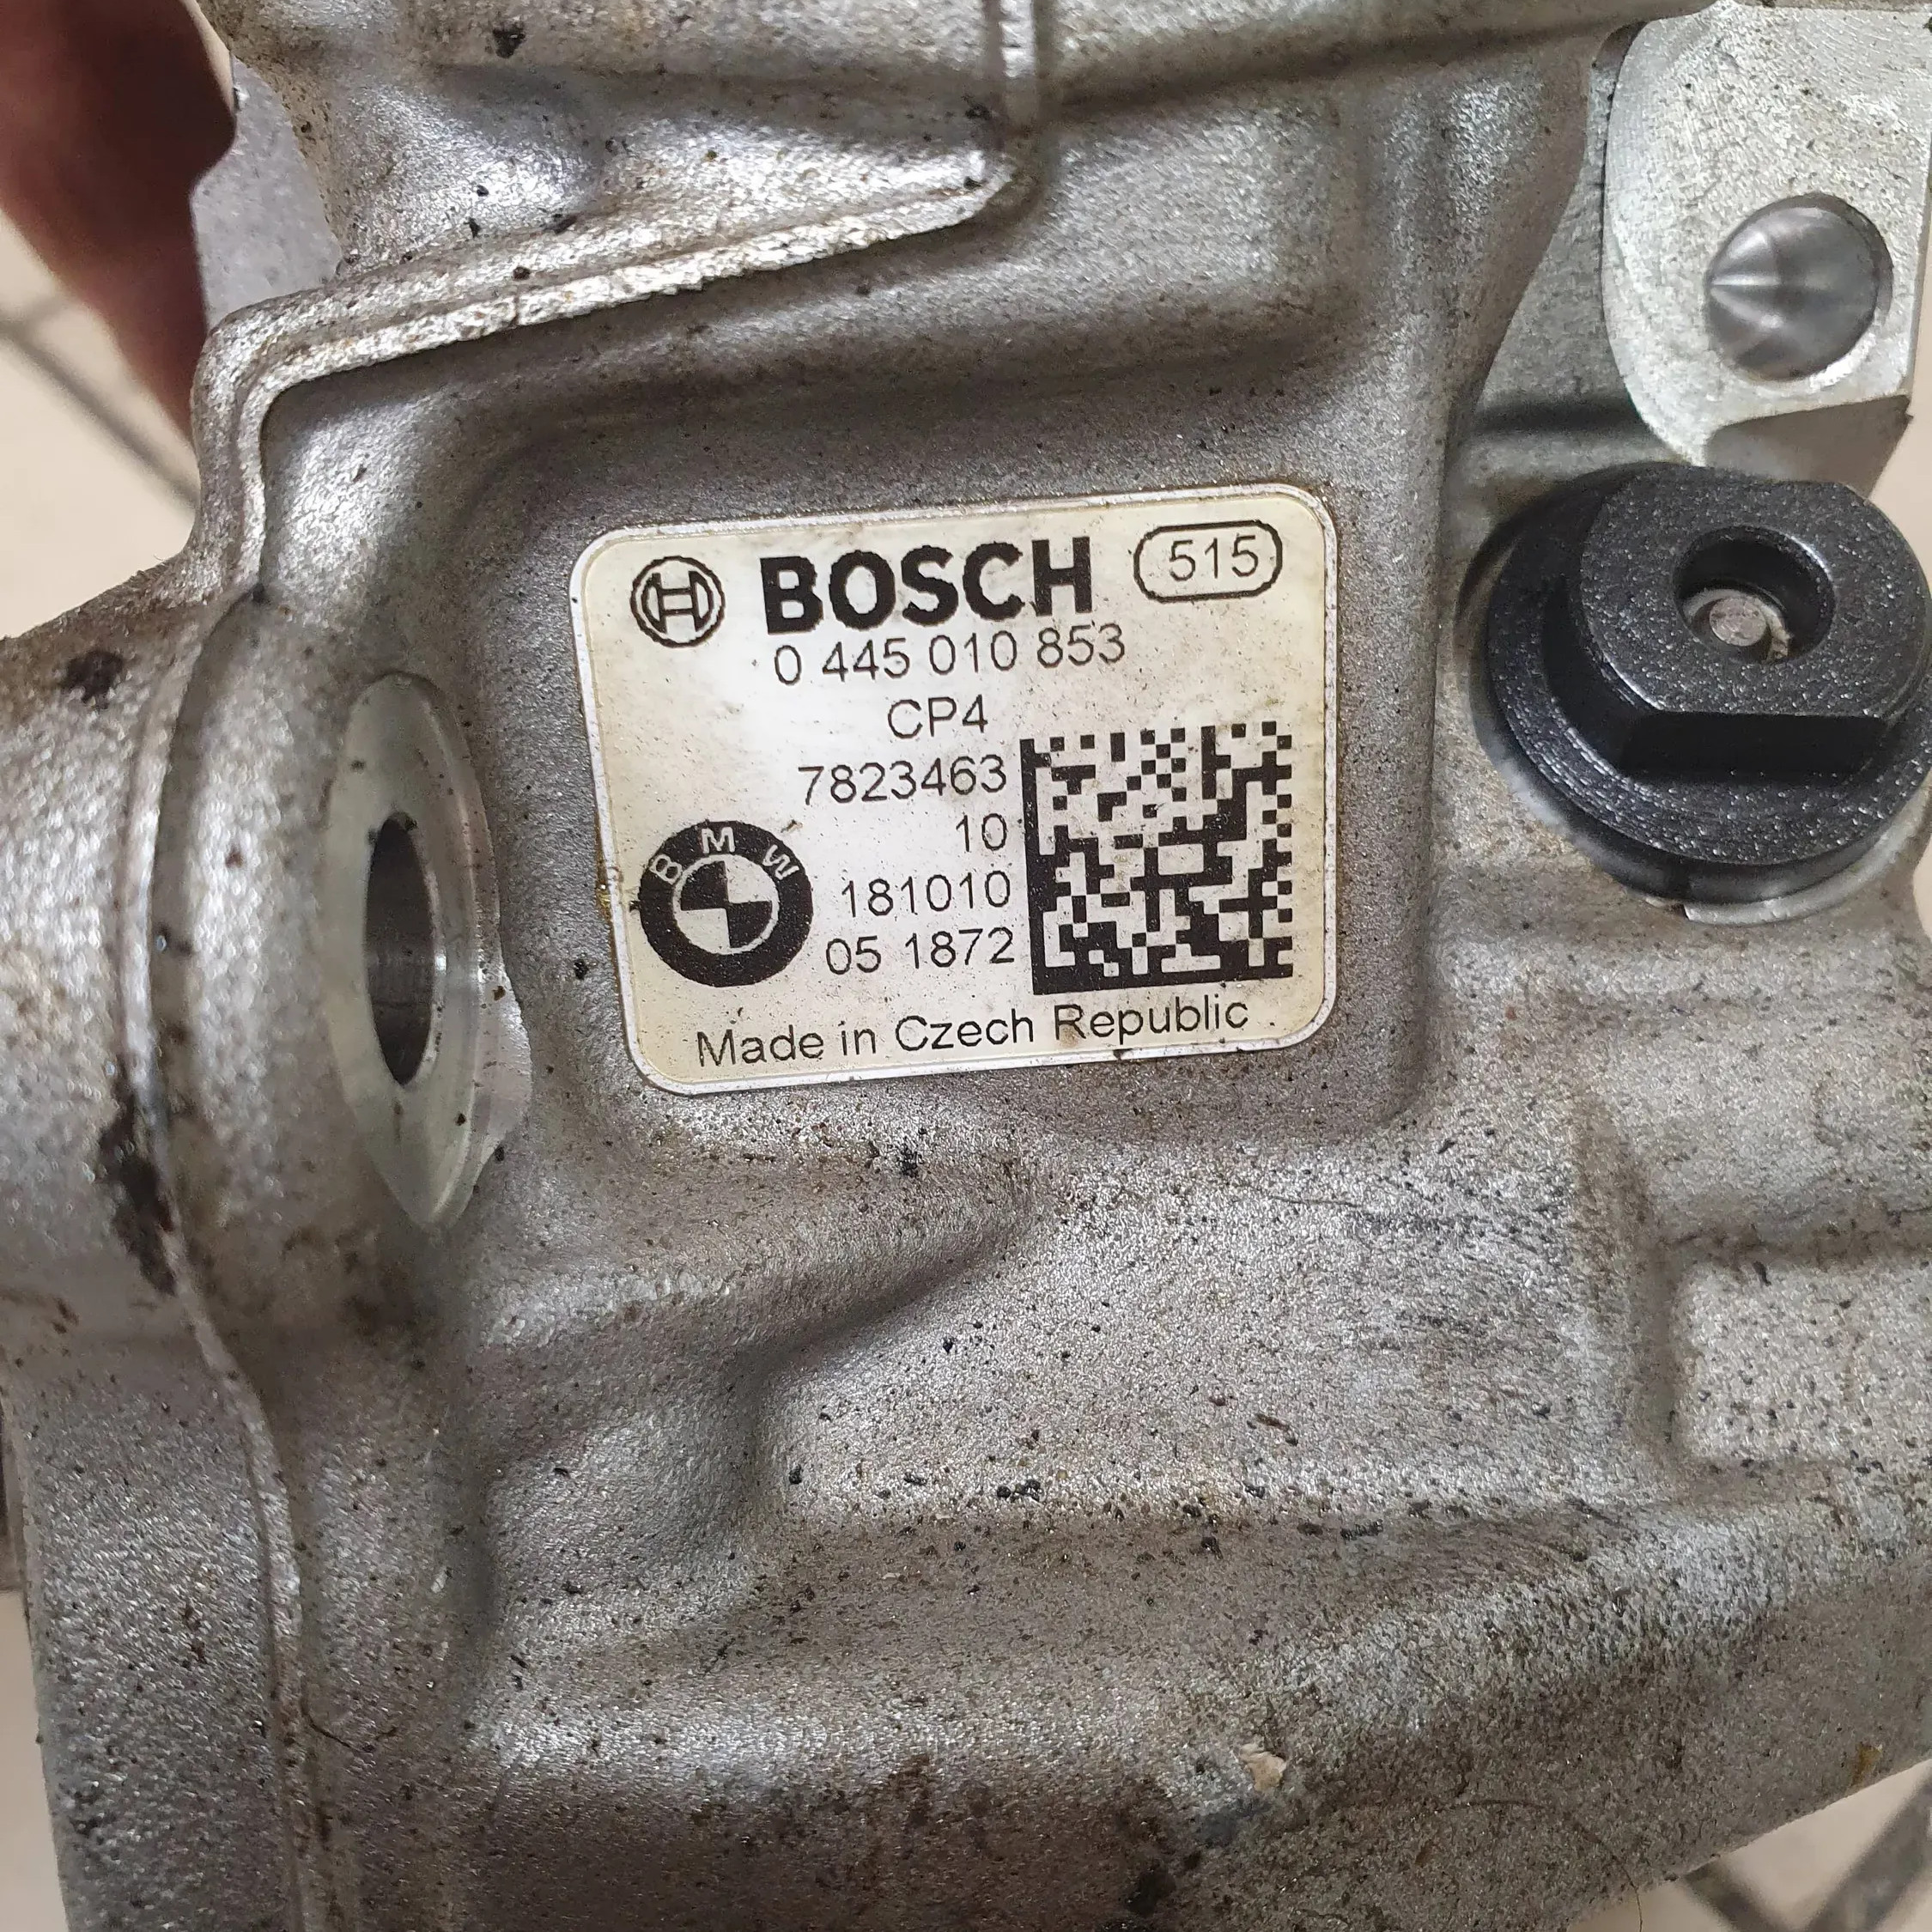 BOSCH 515
0 445 010 853
CP4
7823463
10
BMW
181010
05 1872
Made in Czech Republic